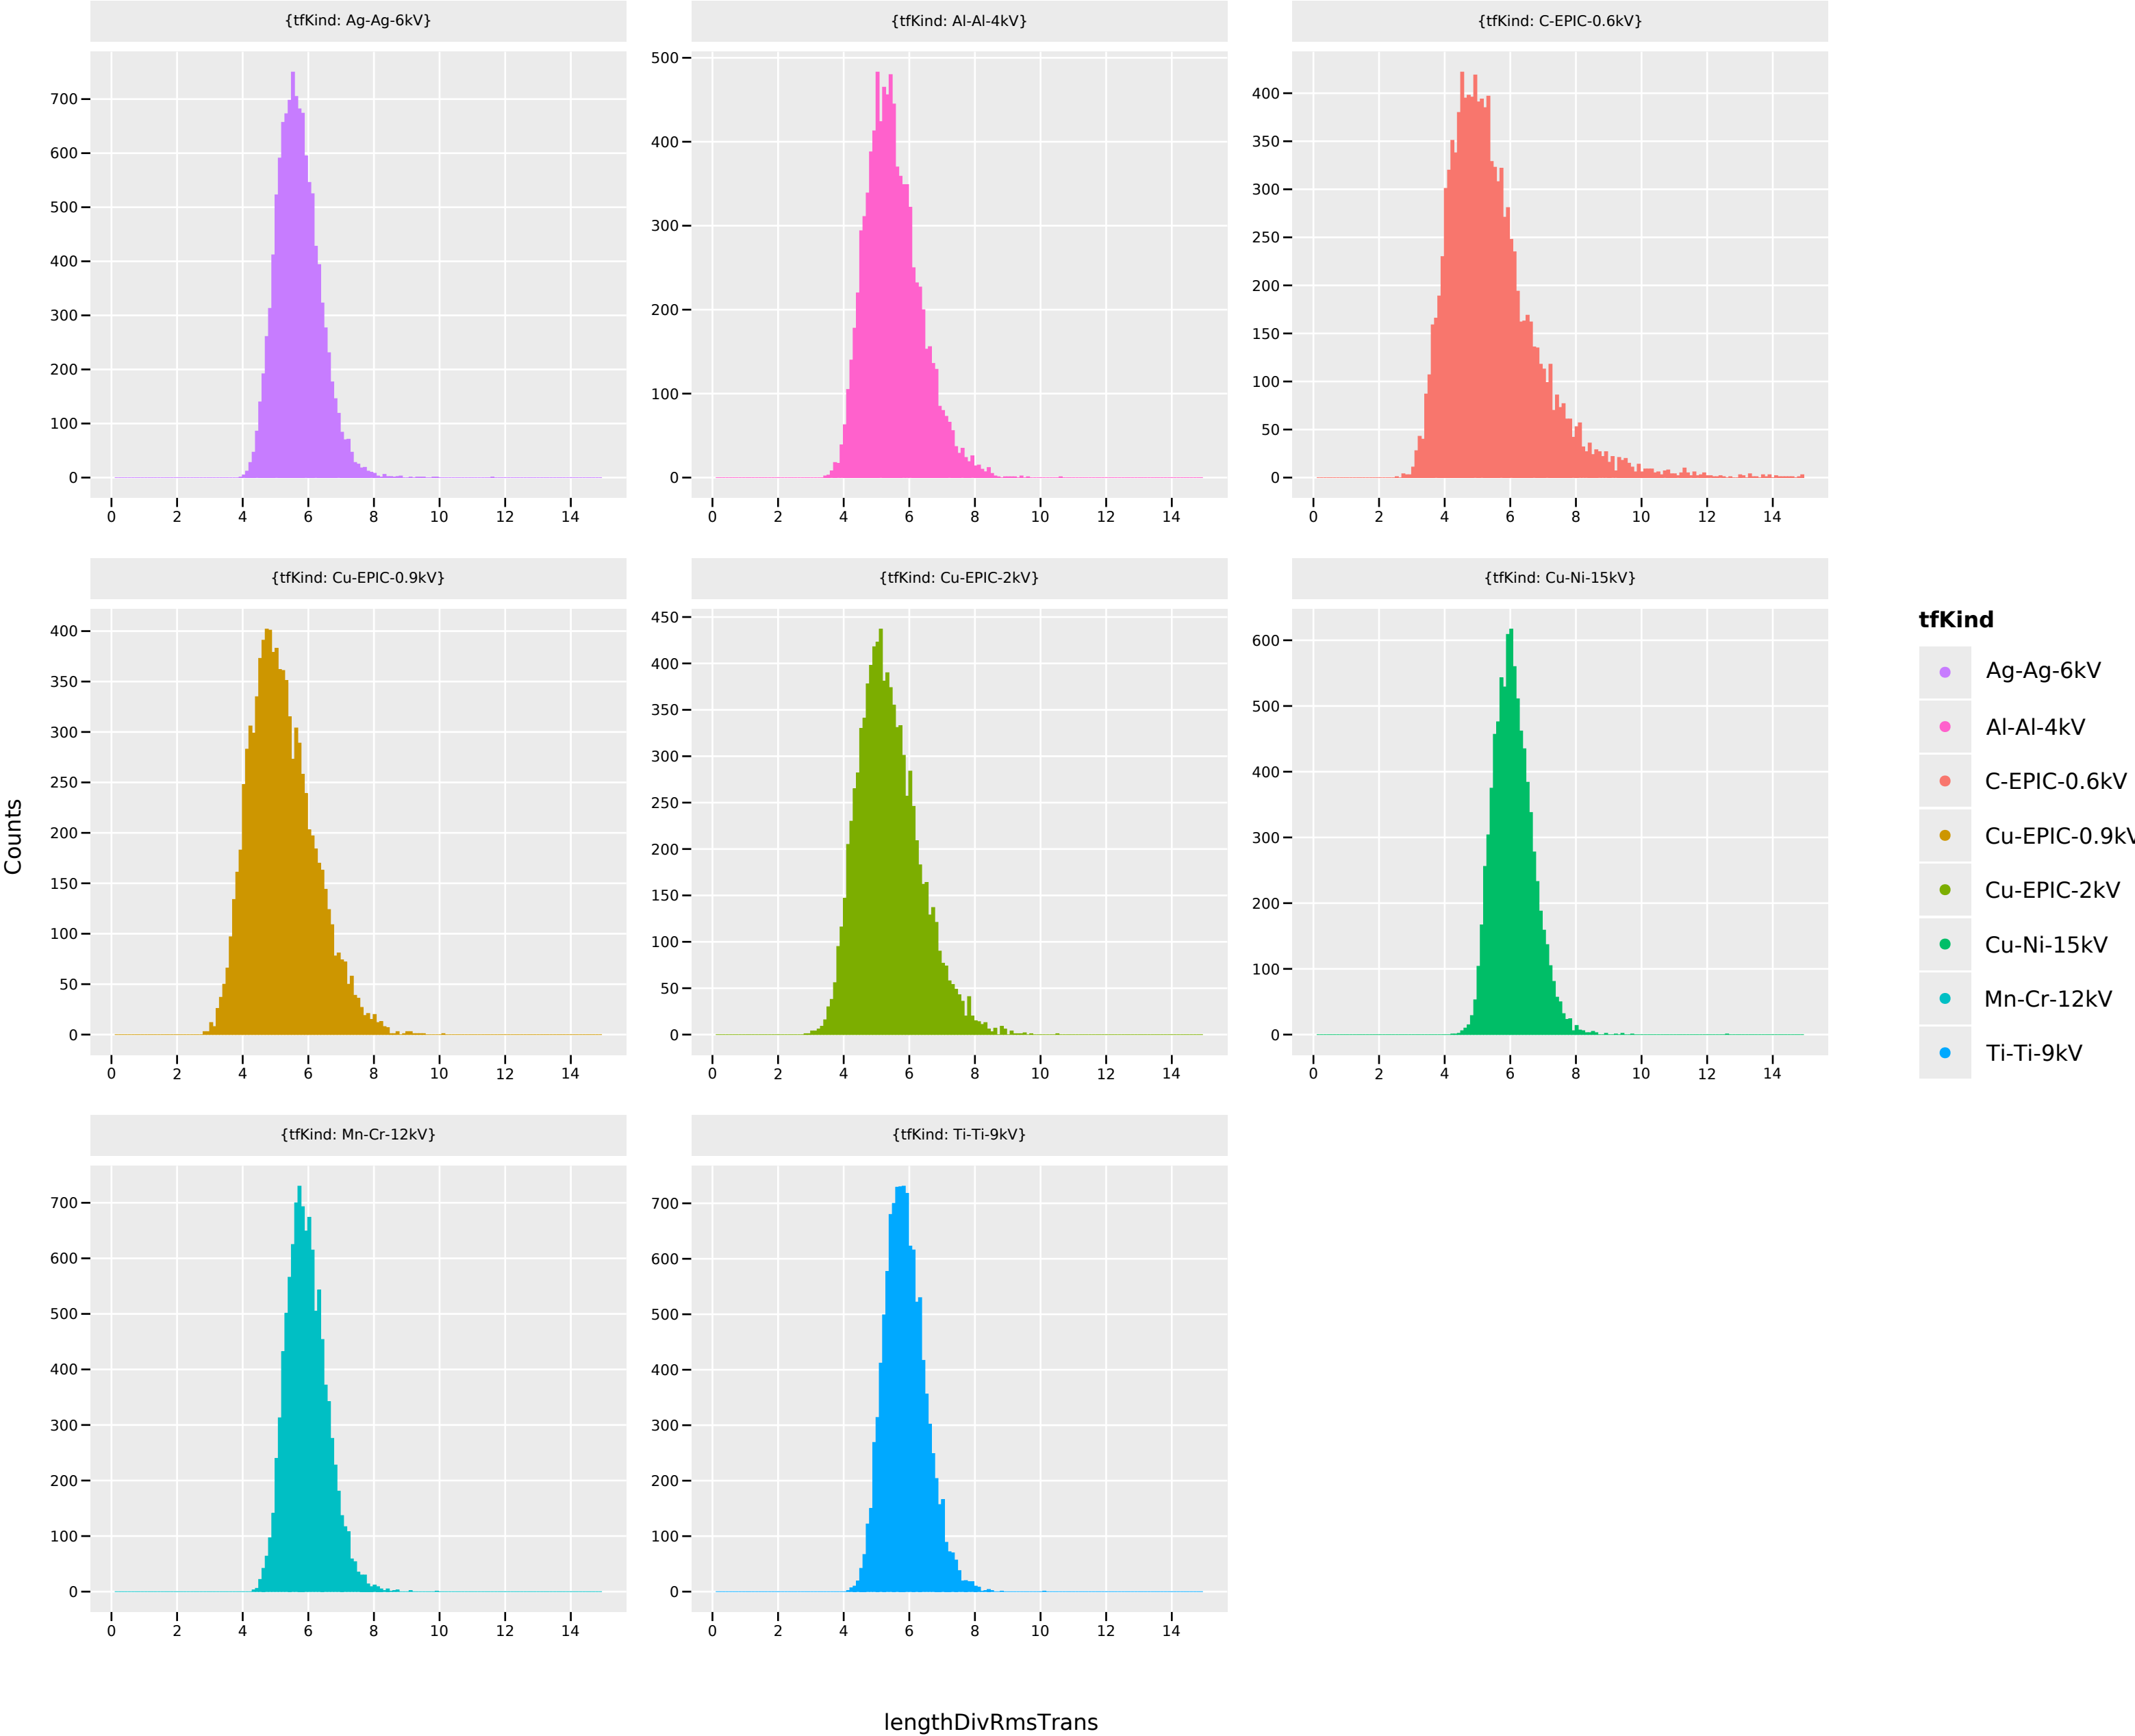 {tfKind: Ag-Ag-6kV} {tfKind: Al-Al-4kV} {tfKind: C-EPIC-0.6kV}
700
600
500
400
300
200
100
0
0 2 4 6 8 10 12 14
500
400
300
200
100
0
0 2 4 6 8 10 12 14
400
350
300
250
200
150
100
50
0
0 2 4 6 8 10 12 14
{tfKind: Cu-EPIC-0.9kV} {tfKind: Cu-EPIC-2kV} {tfKind: Cu-Ni-15kV}
Counts
400
350
300
250
200
150
100
50
0
0 2 4 6 8 10 12 14
450
400
350
300
250
200
150
100
50
0
0 2 4 6 8 10 12 14
600
500
400
300
200
100
0
0 2 4 6 8 10 12 14
tfKind
Ag-Ag-6kV
Al-Al-4kV
C-EPIC-0.6kV
Cu-EPIC-0.9kV
Cu-EPIC-2kV
Cu-Ni-15kV
Mn-Cr-12kV
Ti-Ti-9kV
{tfKind: Mn-Cr-12kV} {tfKind: Ti-Ti-9kV}
700
600
500
400
300
200
100
0
0 2 4 6 8 10 12 14
700
600
500
400
300
200
100
0
0 2 4 6 8 10 12 14
lengthDivRmsTrans